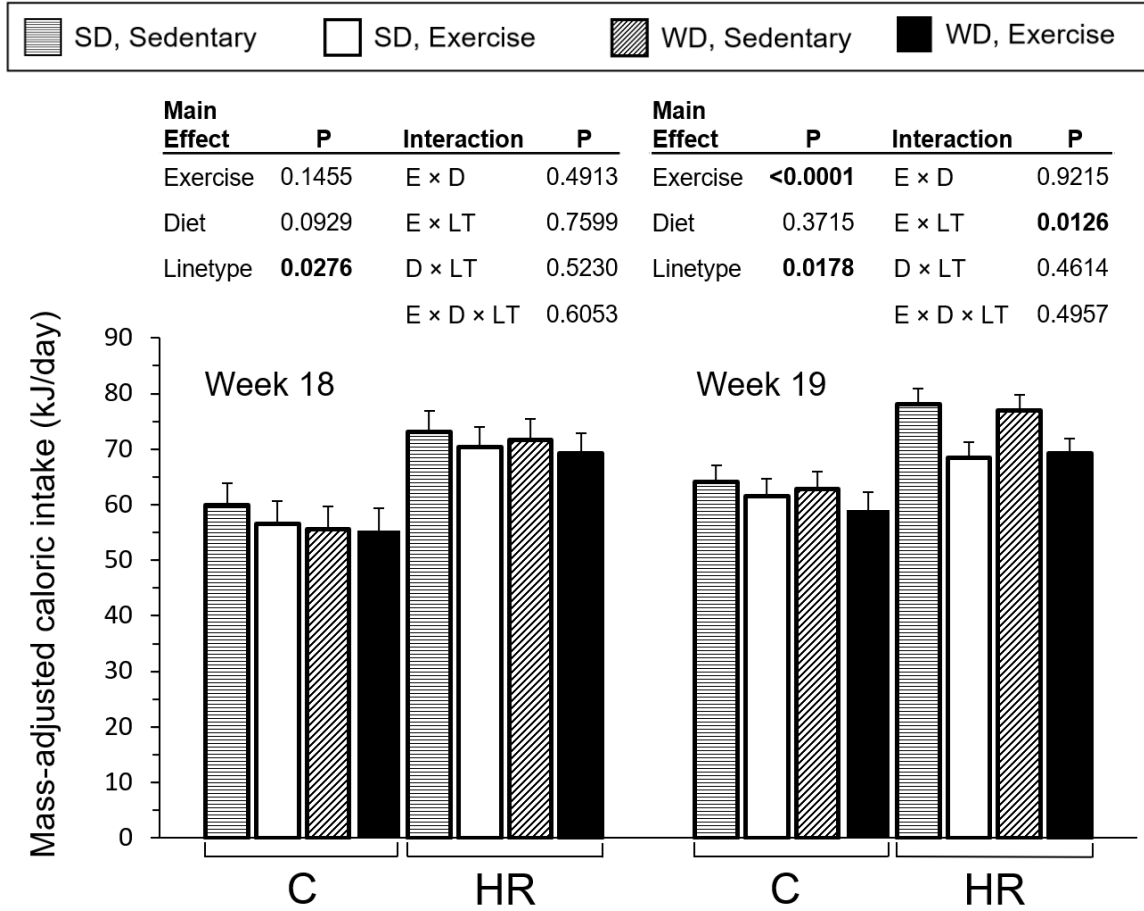 SD, Sedentary SD, Exercise WD, Sedentary WD, Exercise
Main Effect P Interaction P
Exercise 0.1455 E × D 0.4913
Diet 0.0929 E × LT 0.7599
Linetype 0.0276 D × LT 0.5230
E × D × LT 0.6053
Main Effect P Interaction P
Exercise <0.0001 E × D 0.9215
Diet 0.3715 E × LT 0.0126
Linetype 0.0178 D × LT 0.4614
E × D × LT 0.4957
Mass-adjusted caloric intake (kJ/day)
90
80
70
60
50
40
30
20
10
0
Week 18
Week 19
C HR C HR